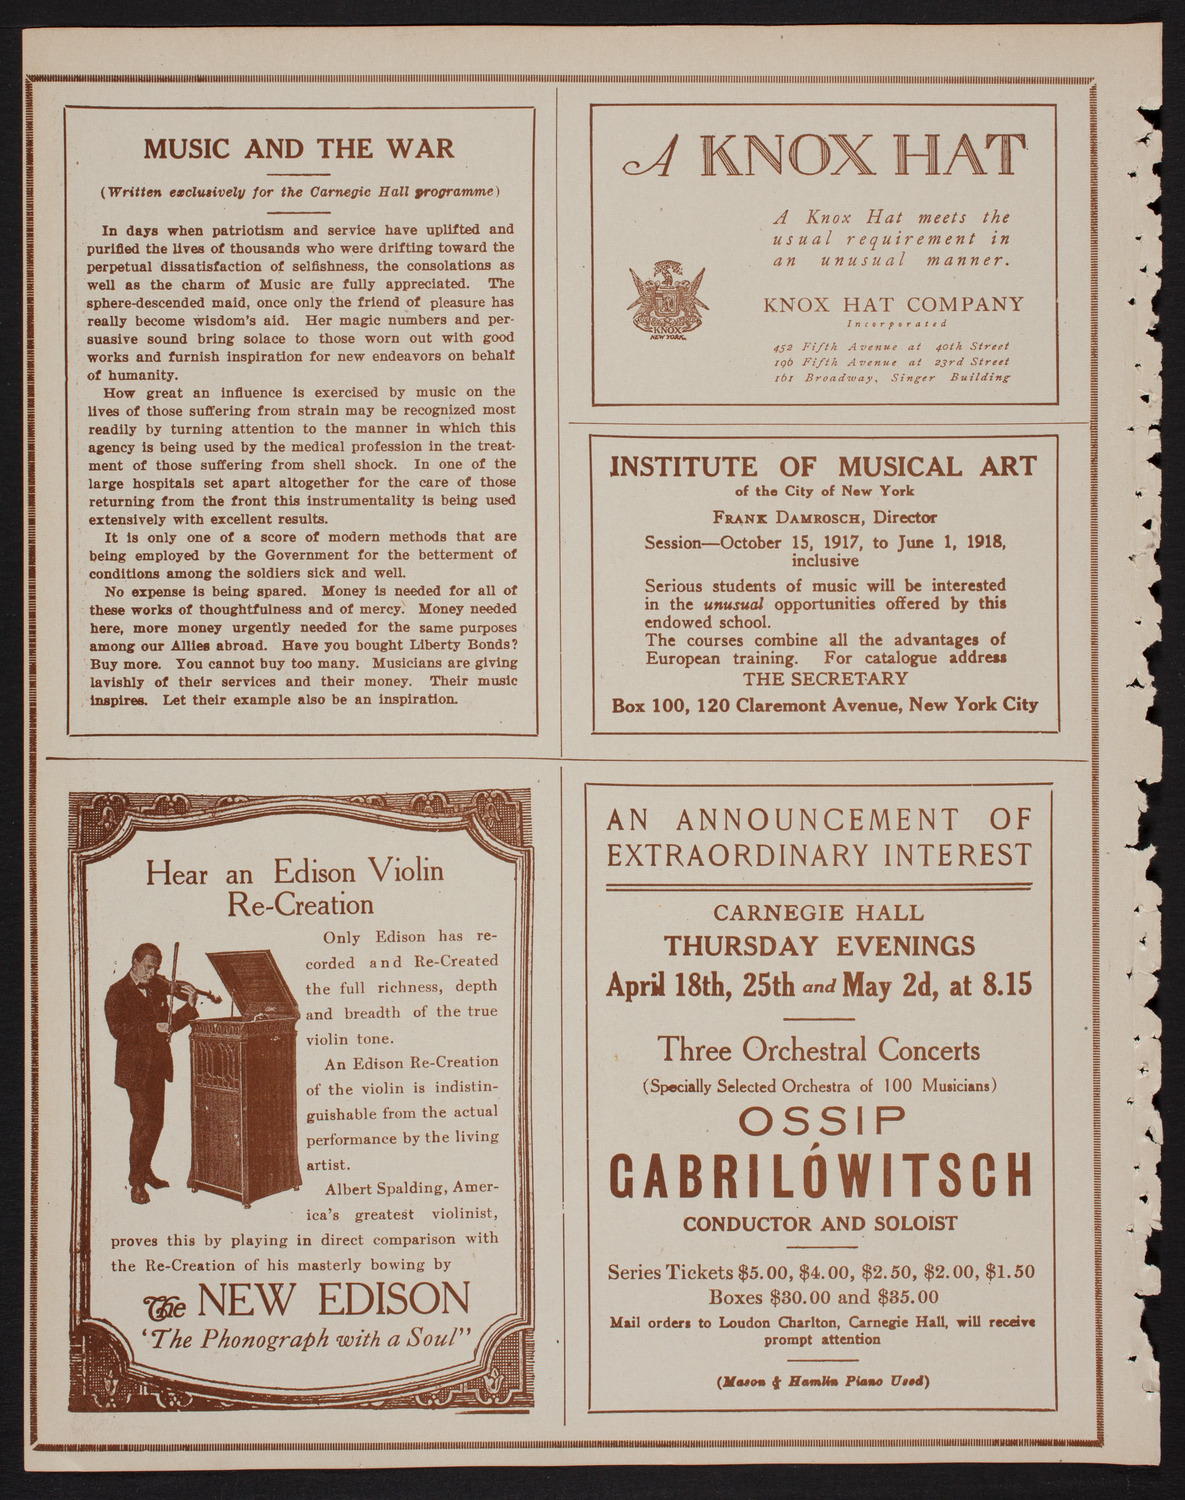 MUSIC AND THE WAR
(Written exclusively for the Carnegie Hall programme)
In days when patriotism and service have uplifted and
purified the lives of thousands who were drifting toward the
perpetual dissatisfaction of selfishness, the consolations as
well as the charm of Music are fully appreciated. The
sphere-descended maid, once only the friend of pleasure has
really become wisdom's aid. Her magic numbers and per-
suasive sound bring solace to those worn out with good
works and furnish inspiration for new endeavors on behalf
of humanity.
How great an influence is exercised by music on the
lives of those suffering from strain may be recognized most
readily by turning attention to the manner in which this
agency is being used by the medical profession in the treat-
ment of those suffering from shell shock. In one of the
large hospitals set apart altogether for the care of those
returning from the front this instrumentality is being used
extensively with excellent results.
It is only one of a score of modern methods that are
being employed by the Government for the betterment of
conditions among the soldiers sick and well.
No expense is being spared. Money is needed for all of
these works of thoughtfulness and of mercy. Money needed
here, more money urgently needed for the same purposes
among our Allies abroad. Have you bought Liberty Bonds?
Buy more. You cannot buy too many. Musicians are giving
lavishly of their services and their money. Their music
inspires. Let their example also be an inspiration.
A KNOX HAT
A Knox Hat meets the
usual requirement in
an unusual manner.
KNOX
NEW YORK.
KNOX HAT COMPANY
Incorporated
452 Fifth Avenue at 40th Street
196 Fifth Avenue at 23rd Street
161 Broadway, Singer Building
INSTITUTE OF MUSICAL ART
of the City of New York
FRANK DAMROSCH, Director
Session—October 15, 1917, to June 1, 1918,
inclusive
Serious students of music will be interested
in the unusual opportunities offered by this
endowed school.
The courses combine all the advantages of
European training. For catalogue address
THE SECRETARY
Box 100, 120 Claremont Avenue, New York City
Hear an Edison Violin
Re-Creation
Only Edison has re-
corded and Re-Created
the full richness, depth
and breadth of the true
violin tone.
An Edison Re-Creation
of the violin is indistin-
guishable from the actual
performance by the living
artist.
Albert Spalding, Amer-
ica's greatest violinist,
proves this by playing in direct comparison with
the Re-Creation of his masterly bowing by
The NEW EDISON
'The Phonograph with a Soul"
AN ANNOUNCEMENT OF
EXTRAORDINARY INTEREST
CARNEGIE HALL
THURSDAY EVENINGS
April 18th, 25th and May 2d, at 8.15
Three Orchestral Concerts
(Specially Selected Orchestra of 100 Musicians)
OSSIP
GABRILÓWITSCH
CONDUCTOR AND SOLOIST
Series Tickets $5.00, $4.00, $2.50, $2.00, $1.50
Boxes $30.00 and $35.00
Mail orders to Loudon Charlton, Carnegie Hall, will receive
prompt attention
(Mason & Hamlin Piano Used)